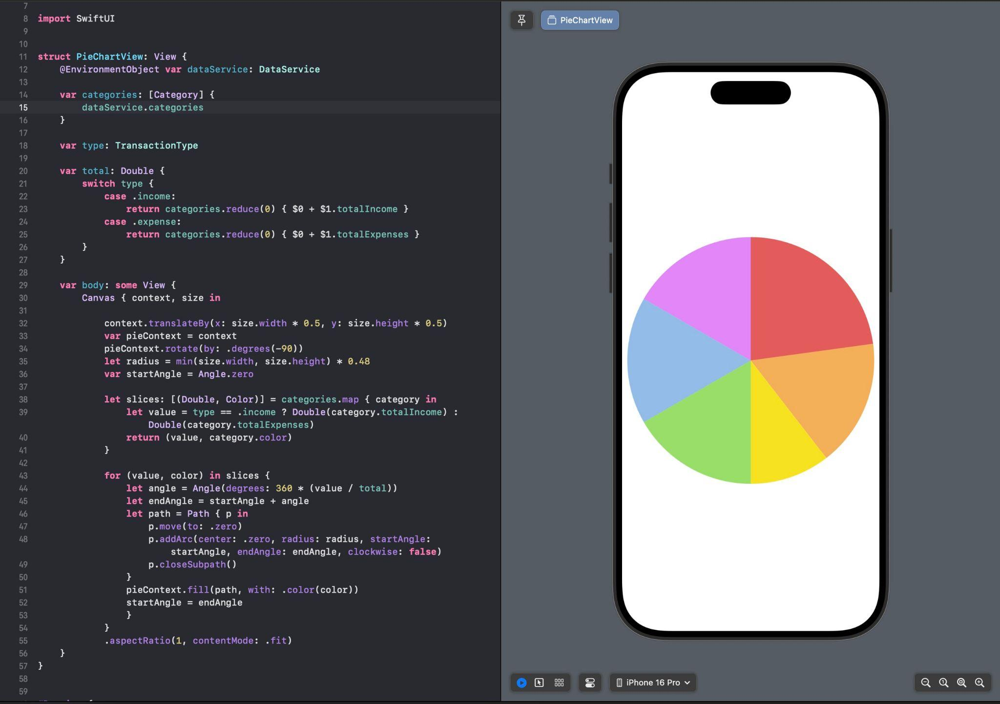 7
8 import SwiftUI
9
10
11 struct PieChartView: View {
12 @EnvironmentObject var dataService: DataService
13
14 var categories: [Category] {
15 dataService.categories
16 }
17
18 var type: TransactionType
19
20 var total: Double {
21 switch type {
22 case .income:
23 return categories.reduce(0) { $0 + $1.totalIncome }
24 case .expense:
25 return categories.reduce(0) { $0 + $1.totalExpenses }
26 }
27 }
28
29 var body: some View {
30 Canvas { context, size in
31
32 context.translateBy(x: size.width * 0.5, y: size.height * 0.5)
33 var pieContext = context
34 pieContext.rotate(by: .degrees(-90))
35 let radius = min(size.width, size.height) * 0.48
36 var startAngle = Angle.zero
37
38 let slices: [(Double, Color)] = categories.map { category in
39 let value = type == .income ? Double(category.totalIncome) :
Double(category.totalExpenses)
40 return (value, category.color)
41 }
42
43 for (value, color) in slices {
44 let angle = Angle(degrees: 360 * (value / total))
45 let endAngle = startAngle + angle
46 let path = Path { p in
47 p.move(to: .zero)
48 p.addArc(center: .zero, radius: radius, startAngle:
startAngle, endAngle: endAngle, clockwise: false)
49 p.closeSubpath()
50 }
51 pieContext.fill(path, with: .color(color))
52 startAngle = endAngle
53 }
54 }
55 .aspectRatio(1, contentMode: .fit)
56 }
57 }
58
59
PieChartView
iPhone 16 Pro